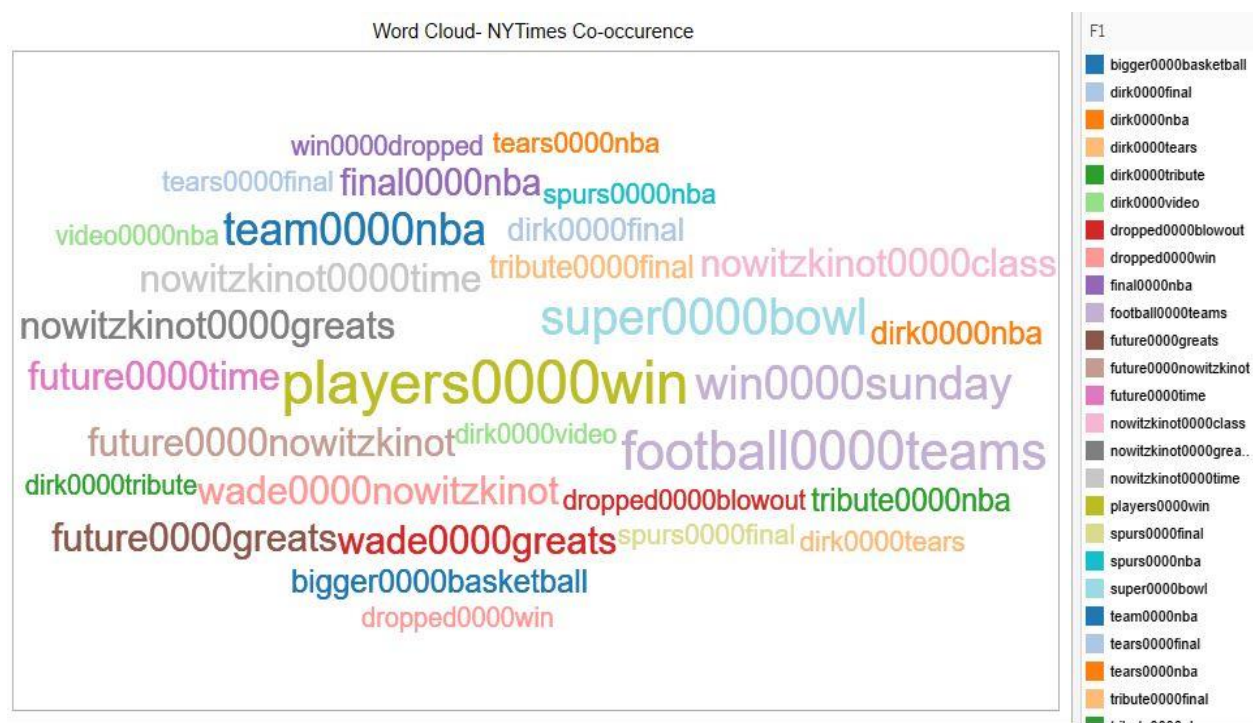 Word Cloud- NYTimes Co-occurence
win0000dropped tears0000nba
tears0000final final0000nba spurs0000nba
video0000nba team0000nba dirk0000final
nowitzkinot0000time tribute0000final nowitzkinot0000class
nowitzkinot0000greats super0000bowl dirk0000nba
future0000time players0000win win0000sunday
future0000nowitzkinot dirk0000video football0000teams
dirk0000tribute wade0000nowitzkinot dropped0000blowout tribute0000nba
future0000greats wade0000greats spurs0000final dirk0000tears
bigger0000basketball
dropped0000win
F1
bigger0000basketball
dirk0000final
dirk0000nba
dirk0000tears
dirk0000tribute
dirk0000video
dropped0000blowout
dropped0000win
final0000nba
football0000teams
future0000greats
future0000nowitzkinot
future0000time
nowitzkinot0000class
nowitzkinot0000grea..
nowitzkinot0000time
players0000win
spurs0000final
spurs0000nba
super0000bowl
team0000nba
tears0000final
tears0000nba
tribute0000final